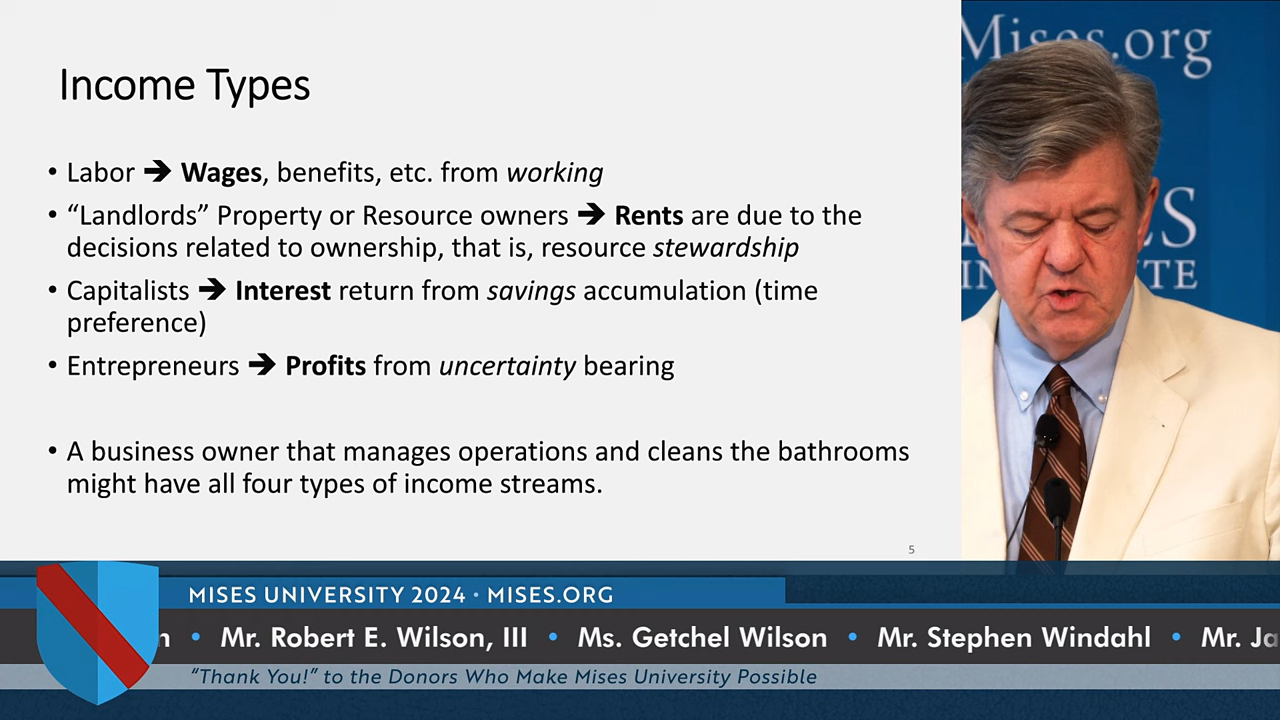 Income Types
• Labor ➔ Wages, benefits, etc. from working
• “Landlords” Property or Resource owners ➔ Rents are due to the
decisions related to ownership, that is, resource stewardship
• Capitalists ➔ Interest return from savings accumulation (time
preference)
• Entrepreneurs ➔ Profits from uncertainty bearing
• A business owner that manages operations and cleans the bathrooms
might have all four types of income streams.
5
Mises.org
MISES UNIVERSITY 2024 • MISES.ORG
• Mr. Robert E. Wilson, III • Ms. Getchel Wilson • Mr. Stephen Windahl • Mr.
“Thank You!” to the Donors Who Make Mises University Possible